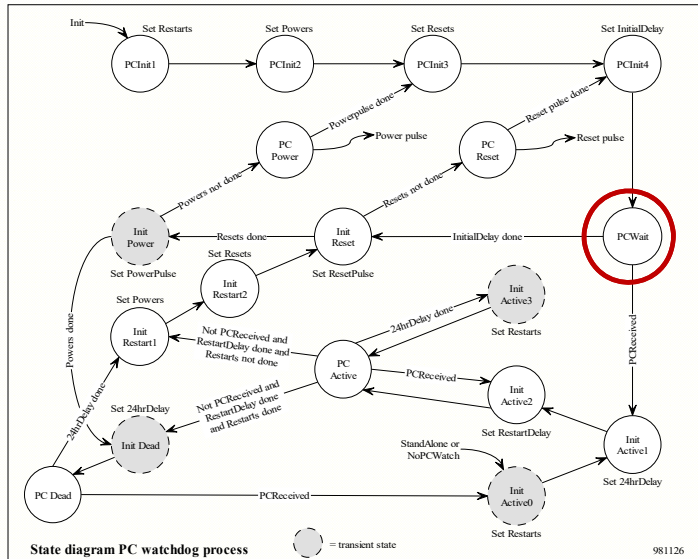 Init
Set Restarts
Set Powers
Set Resets
Set InitialDelay
PCInit1
PCInit2
PCInit3
PCInit4
Powerpulse done
Reset pulse done
PC
Power
Power pulse
PC
Reset
Reset pulse
Powers not done
Resets not done
Init
Power
Resets done
Init
Reset
InitialDelay done
PCWait
Set PowerPulse
Set Resets
Set ResetPulse
Init
Restart2
Set Powers
24hrDelay done
Init
Active3
Powers done
Init
Restart1
Not PCReceived and
RestartDelay done and
Restarts not done
Set Restarts
PCReceived
PC
Active
PCReceived
24hrDelay done
Not PCReceived and
RestartDelay done
and Restarts done
Init
Active2
Set 24hrDelay
Set RestartDelay
Init Dead
StandAlone or
NoPCWatch
Init
Active1
Set 24hrDelay
PC Dead
PCReceived
Init
Active0
Set Restarts
State diagram PC watchdog process
= transient state
981126